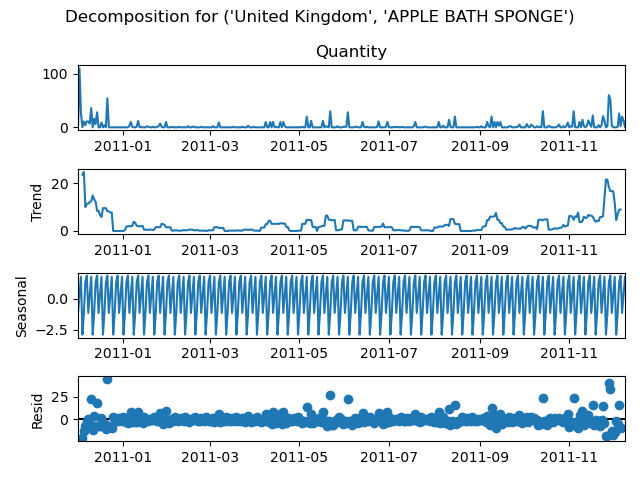 Decomposition for ('United Kingdom', 'APPLE BATH SPONGE')
Quantity
100
0
2011-01 2011-03 2011-05 2011-07 2011-09 2011-11
Trend
20
0
2011-01 2011-03 2011-05 2011-07 2011-09 2011-11
Seasonal
0.0
−2.5
2011-01 2011-03 2011-05 2011-07 2011-09 2011-11
Resid
25
0
2011-01 2011-03 2011-05 2011-07 2011-09 2011-11